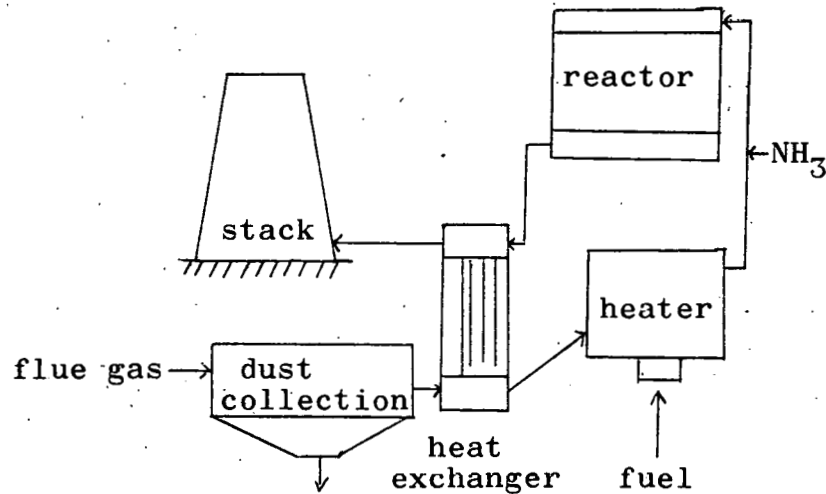 reactor
NH3
stack
heater
flue gas
dust
collection
heat
exchanger
fuel